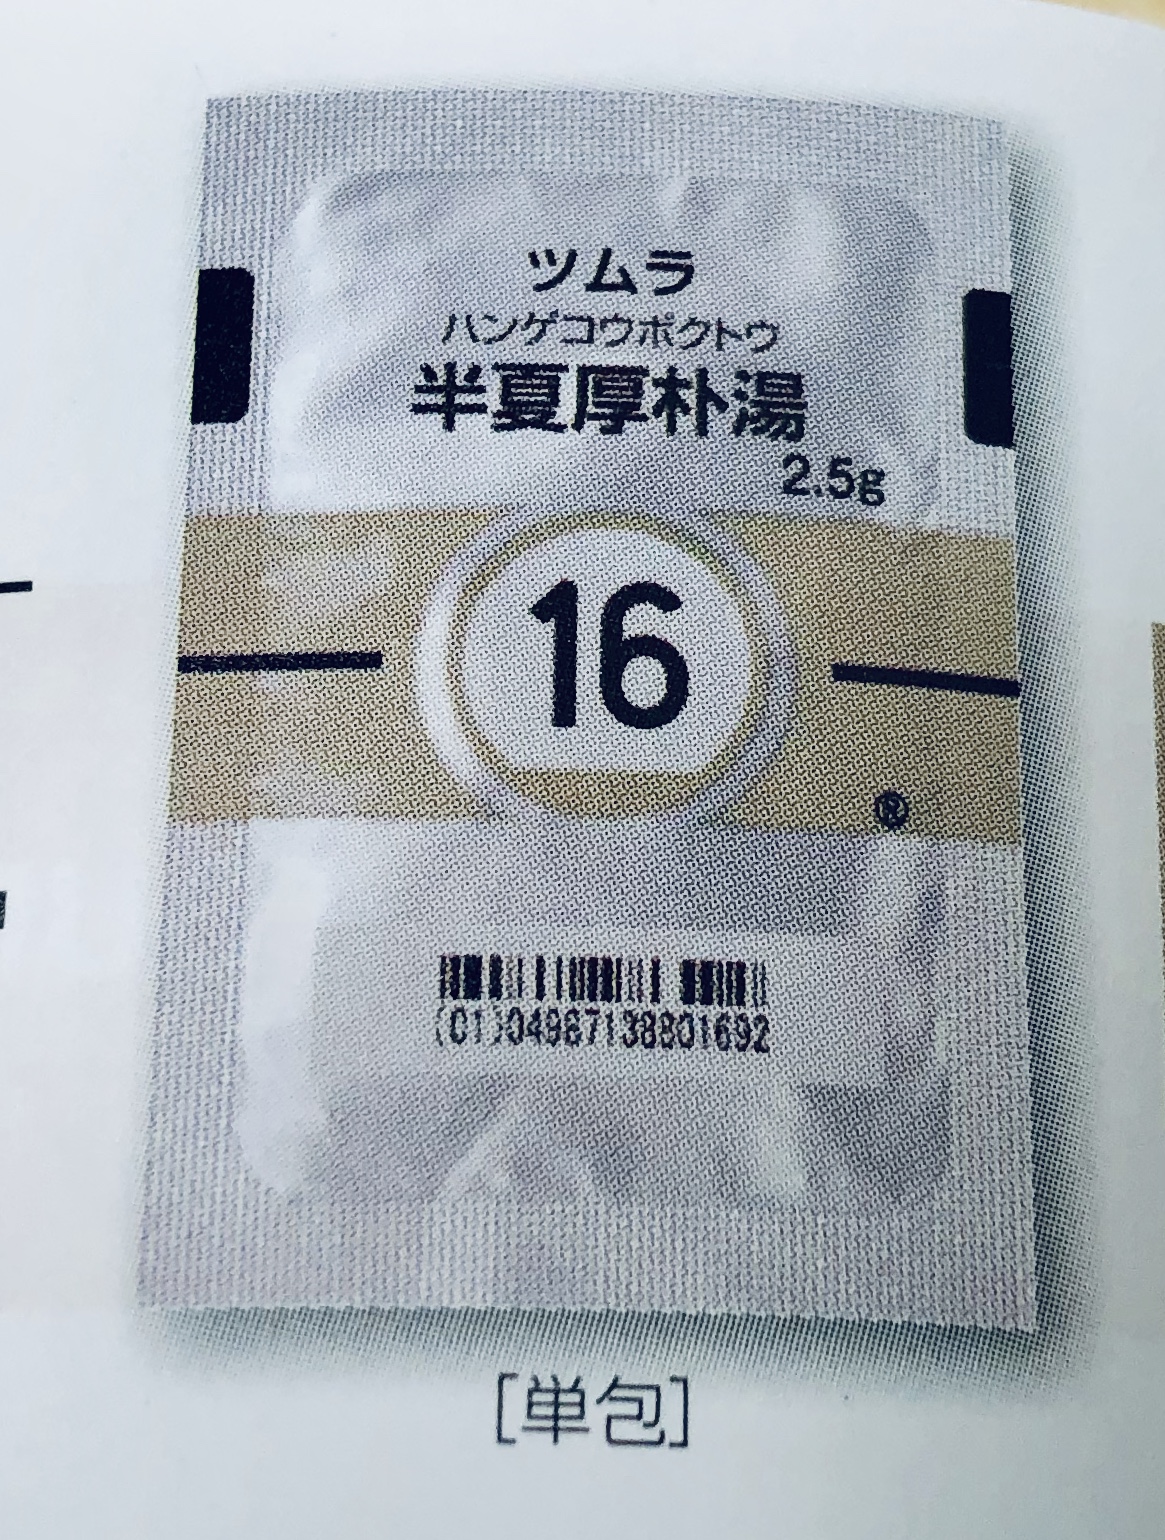 ツムラ
ハンゲコウボクトウ
半夏厚朴湯
2.5g
16
®
(01)04987138801692
[単包]